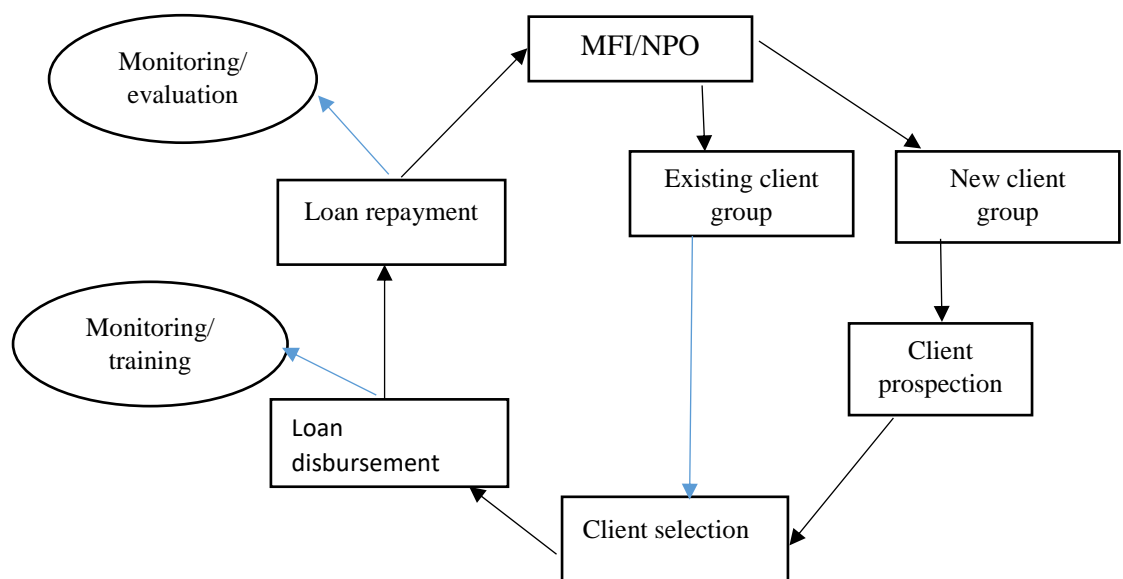 MFI/NPO
Monitoring/
evaluation
Existing client
group
New client
group
Loan repayment
Monitoring/
training
Client
prospection
Loan
disbursement
Client selection